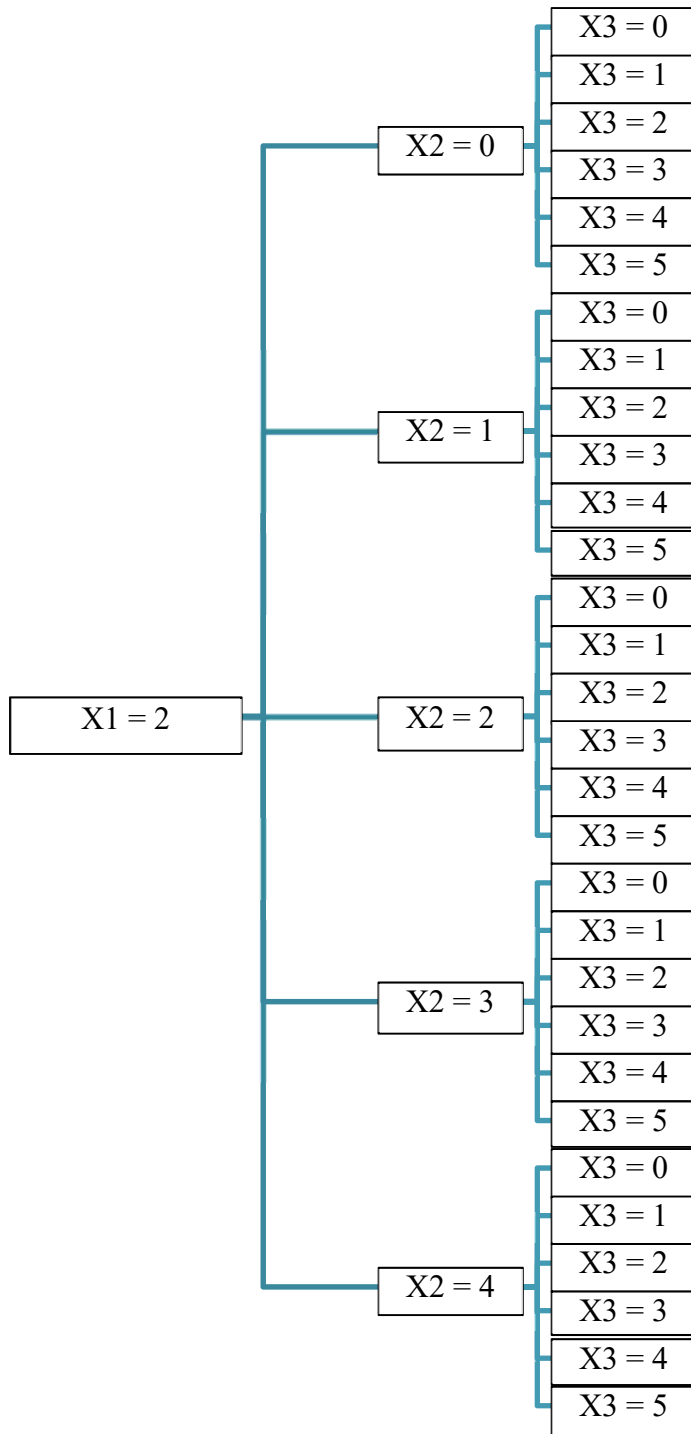 X1 = 2
X2 = 0
X3 = 0
X3 = 1
X3 = 2
X3 = 3
X3 = 4
X3 = 5
X2 = 1
X3 = 0
X3 = 1
X3 = 2
X3 = 3
X3 = 4
X3 = 5
X2 = 2
X3 = 0
X3 = 1
X3 = 2
X3 = 3
X3 = 4
X3 = 5
X2 = 3
X3 = 0
X3 = 1
X3 = 2
X3 = 3
X3 = 4
X3 = 5
X2 = 4
X3 = 0
X3 = 1
X3 = 2
X3 = 3
X3 = 4
X3 = 5